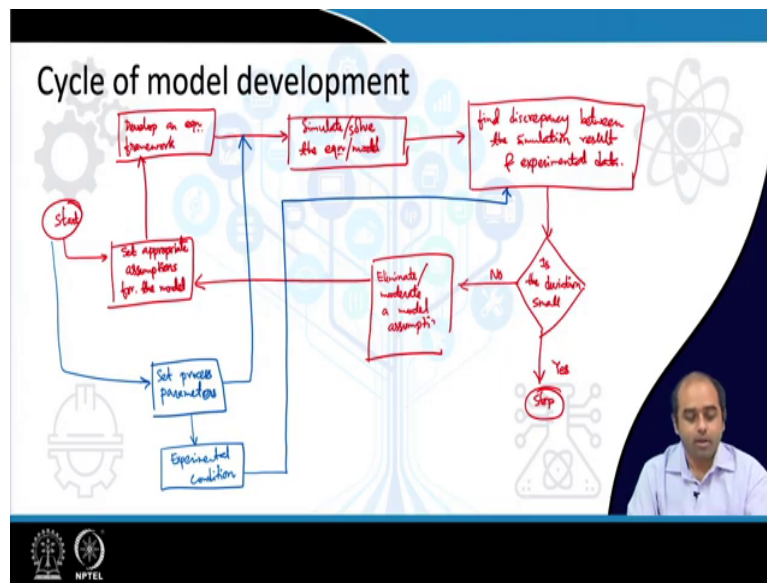 Cycle of model development
Develop an eqn.
framework
Simulate/solve
the eqn/model
find discrepancy between
the simulation result
& experimental data.
Start
Set appropriate
assumptions
for. the model
Eliminate/
moderate
a model
assumpti
No
Is
the deviation
small
Yes
Stop
Set process
parameters
Experimental
condition
NPTEL